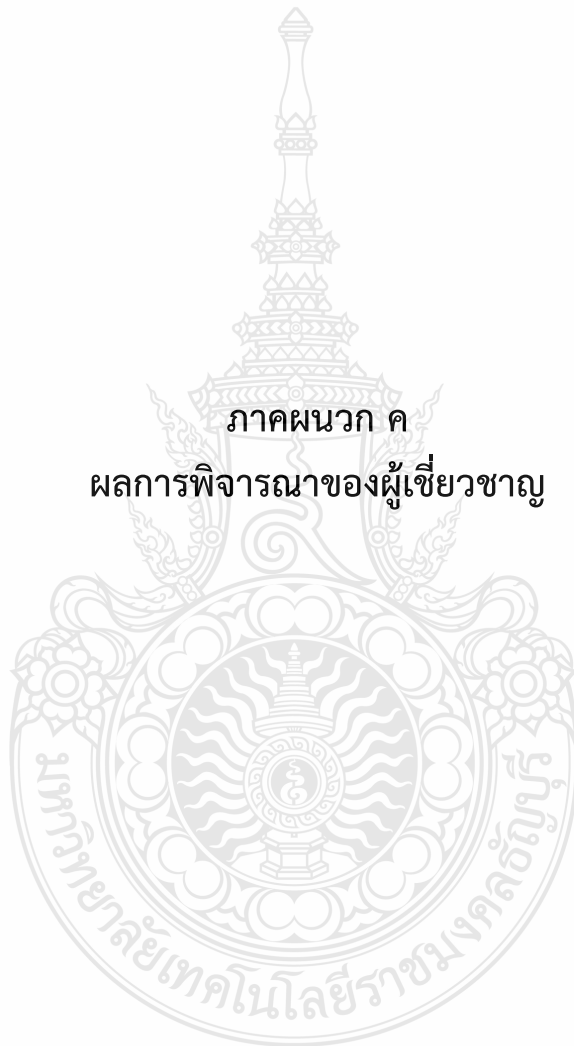 ภาคผนวก ค
ผลการพิจารณาของผู้เชี่ยวชาญ
มหาวิทยาลัยเทคโนโลยีราชมงคลธัญบุรี